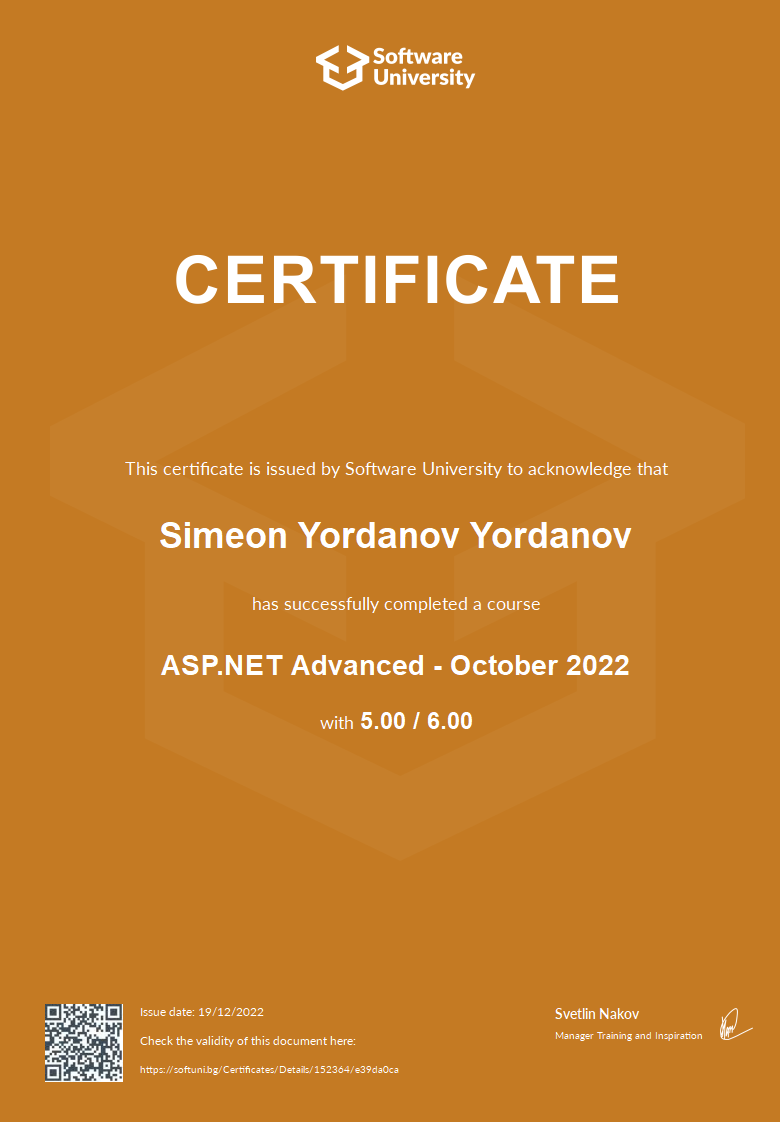 Software
University
CERTIFICATE
This certificate is issued by Software University to acknowledge that
Simeon Yordanov Yordanov
has successfully completed a course
ASP.NET Advanced - October 2022
with 5.00 / 6.00
Issue date: 19/12/2022
Check the validity of this document here:
https://softuni.bg/Certificates/Details/152364/e39da0ca
Svetlin Nakov
Manager Training and Inspiration